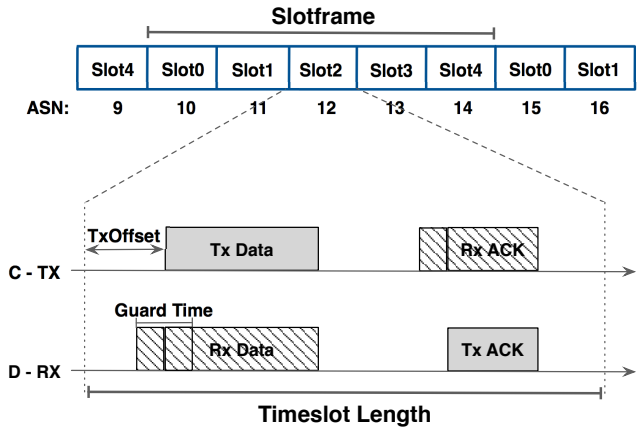 Slotframe
Slot4 Slot0 Slot1 Slot2 Slot3 Slot4 Slot0 Slot1
ASN: 9 10 11 12 13 14 15 16
TxOffset
Tx Data
Rx ACK
C - TX
Guard Time
Rx Data
Tx ACK
D - RX
Timeslot Length